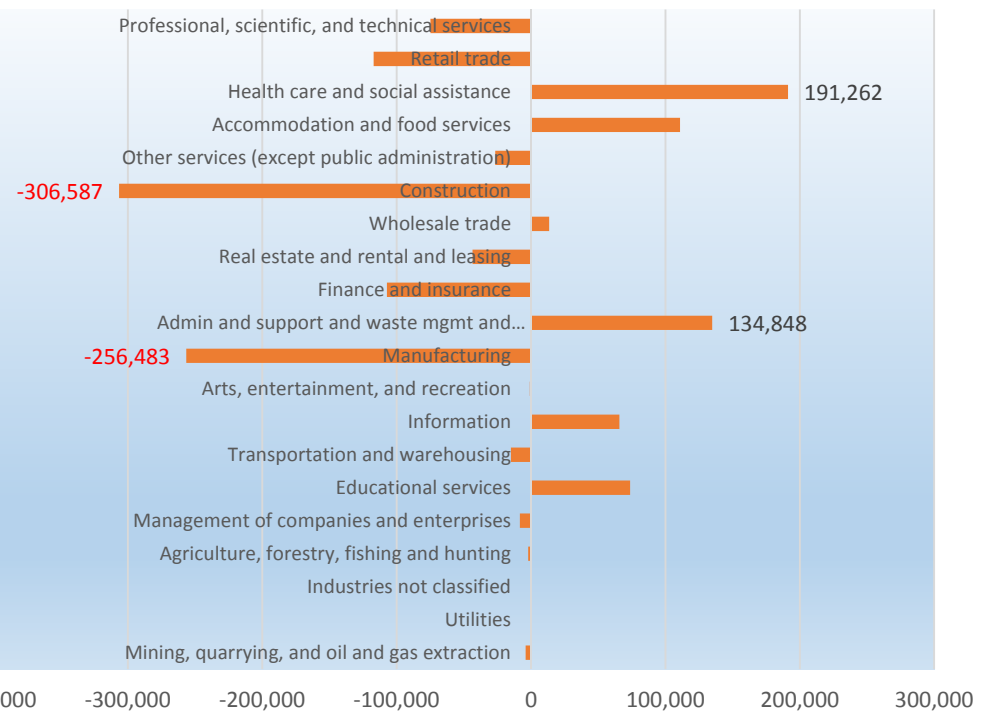 Professional, scientific, and technical services
Retail trade
Health care and social assistance 191,262
Accommodation and food services
Other services (except public administration)
-306,587 Construction
Wholesale trade
Real estate and rental and leasing
Finance and insurance
Admin and support and waste mgmt and... 134,848
-256,483 Manufacturing
Arts, entertainment, and recreation
Information
Transportation and warehousing
Educational services
Management of companies and enterprises
Agriculture, forestry, fishing and hunting
Industries not classified
Utilities
Mining, quarrying, and oil and gas extraction
000 -300,000 -200,000 -100,000 0 100,000 200,000 300,000